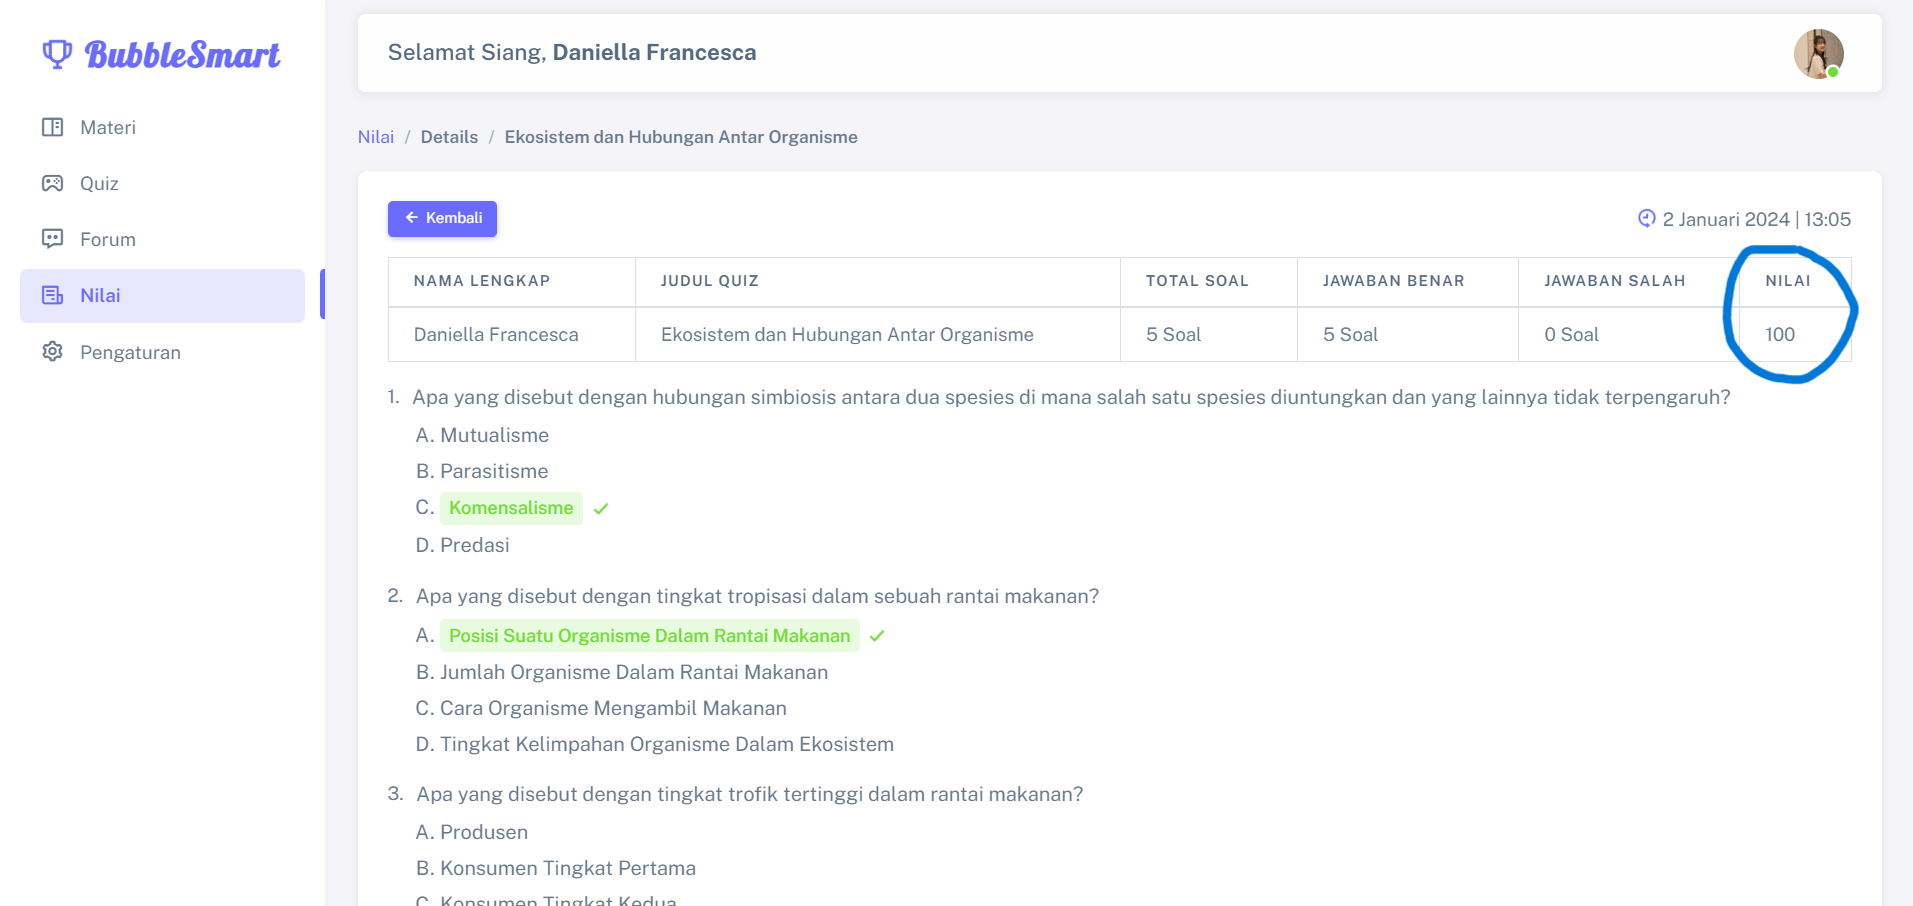 BubbleSmart
Materi
Quiz
Forum
Nilai
Pengaturan
Selamat Siang, Daniella Francesca
Nilai / Details / Ekosistem dan Hubungan Antar Organisme
Kembali
2 Januari 2024 | 13:05
NAMA LENGKAP JUDUL QUIZ TOTAL SOAL JAWABAN BENAR JAWABAN SALAH NILAI
Daniella Francesca Ekosistem dan Hubungan Antar Organisme 5 Soal 5 Soal 0 Soal 100
1. Apa yang disebut dengan hubungan simbiosis antara dua spesies di mana salah satu spesies diuntungkan dan yang lainnya tidak terpengaruh?
A. Mutualisme
B. Parasitisme
C. Komensalisme
D. Predasi
2. Apa yang disebut dengan tingkat tropisasi dalam sebuah rantai makanan?
A. Posisi Suatu Organisme Dalam Rantai Makanan
B. Jumlah Organisme Dalam Rantai Makanan
C. Cara Organisme Mengambil Makanan
D. Tingkat Kelimpahan Organisme Dalam Ekosistem
3. Apa yang disebut dengan tingkat trofik tertinggi dalam rantai makanan?
A. Produsen
B. Konsumen Tingkat Pertama
C. Konsumen Tingkat Kedua